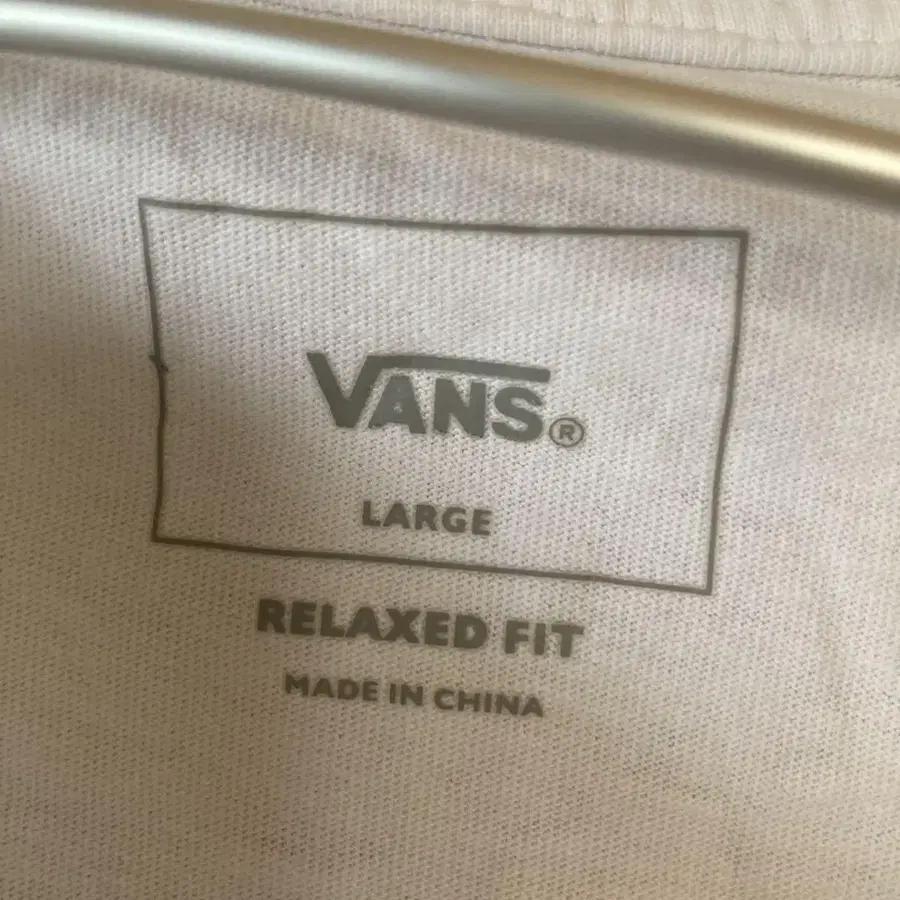 VANS®
LARGE
RELAXED FIT
MADE IN CHINA